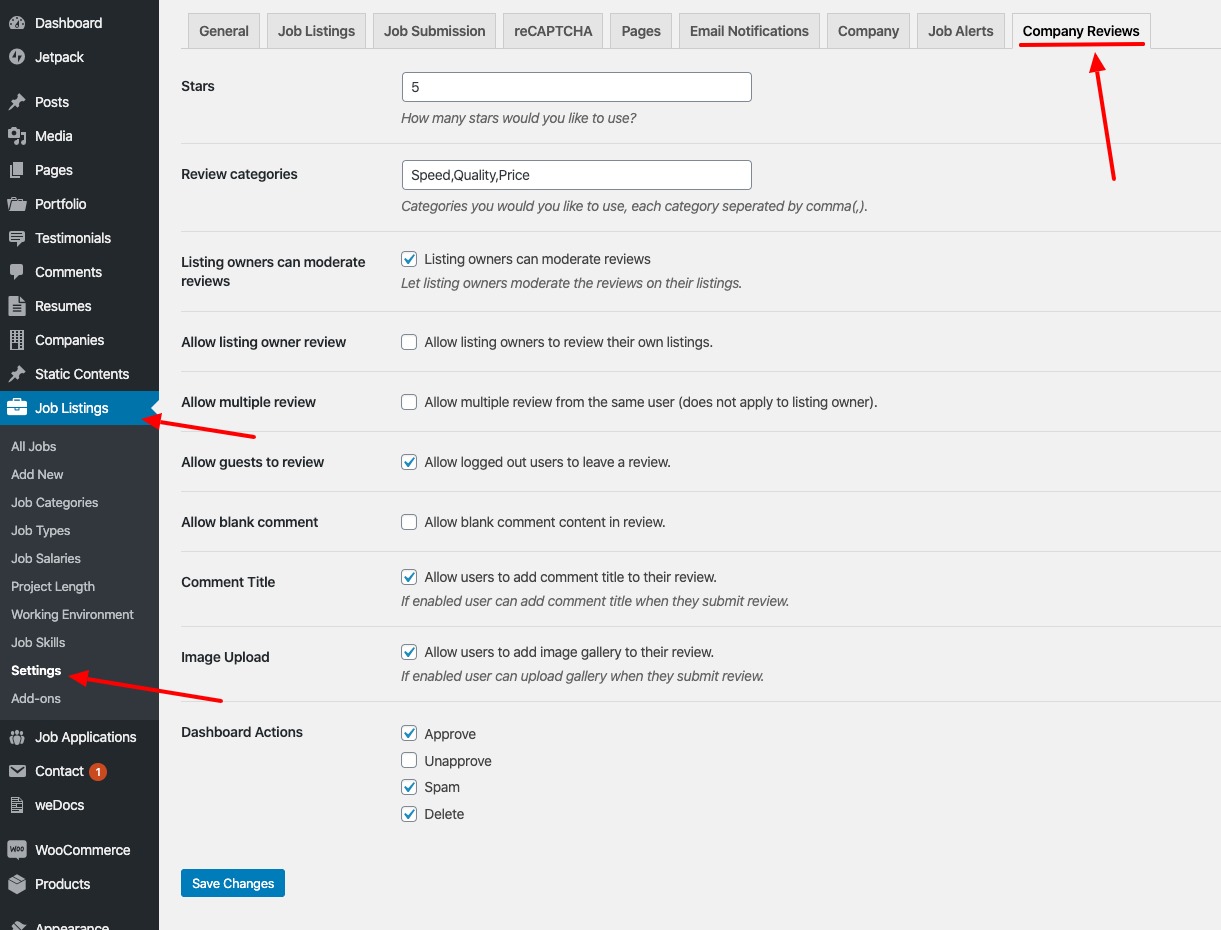 Dashboard
Jetpack
Posts
Media
Pages
Portfolio
Testimonials
Comments
Resumes
Companies
Static Contents
Job Listings
All Jobs
Add New
Job Categories
Job Types
Job Salaries
Project Length
Working Environment
Job Skills
Settings
Add-ons
Job Applications
Contact 1
weDocs
WOO WooCommerce
Products
Appearance
General Job Listings Job Submission reCAPTCHA Pages Email Notifications Company Job Alerts Company Reviews
Stars
5
How many stars would you like to use?
Review categories
Speed,Quality,Price
Categories you would you like to use, each category seperated by comma(,).
Listing owners can moderate
reviews
Listing owners can moderate reviews
Let listing owners moderate the reviews on their listings.
Allow listing owner review
Allow listing owners to review their own listings.
Allow multiple review
Allow multiple review from the same user (does not apply to listing owner).
Allow guests to review
Allow logged out users to leave a review.
Allow blank comment
Allow blank comment content in review.
Comment Title
Allow users to add comment title to their review.
If enabled user can add comment title when they submit review.
Image Upload
Allow users to add image gallery to their review.
If enabled user can upload gallery when they submit review.
Dashboard Actions
Approve
Unapprove
Spam
Delete
Save Changes